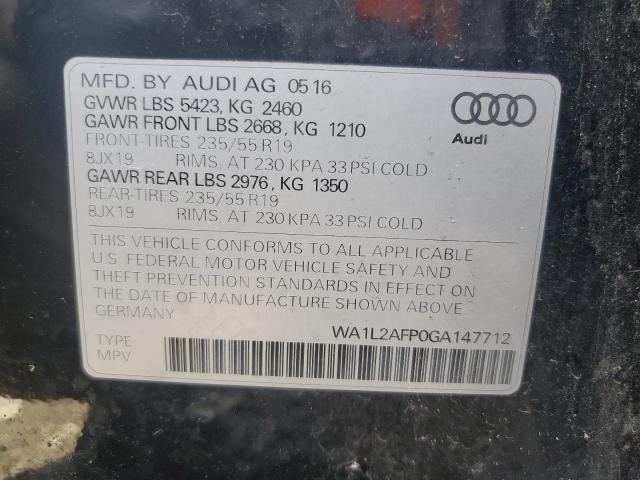 MFD. BY AUDI AG 0516
GVWR LBS 5423, KG 2460
GAWR FRONT LBS 2668, KG 1210
FRONT-TIRES 235/55 R19
8JX19 RIMS, AT 230 KPA 33 PSI COLD
GAWR REAR LBS 2976, KG 1350
REAR-TIRES 235/55 R19
8JX19 RIMS, AT 230 KPA 33 PSI COLD
Audi
THIS VEHICLE CONFORMS TO ALL APPLICABLE
U.S. FEDERAL MOTOR VEHICLE SAFETY AND
THEFT PREVENTION STANDARDS IN EFFECT ON
THE DATE OF MANUFACTURE SHOWN ABOVE.
GERMANY
WA1L2AFP0GA147712
TYPE
MPV